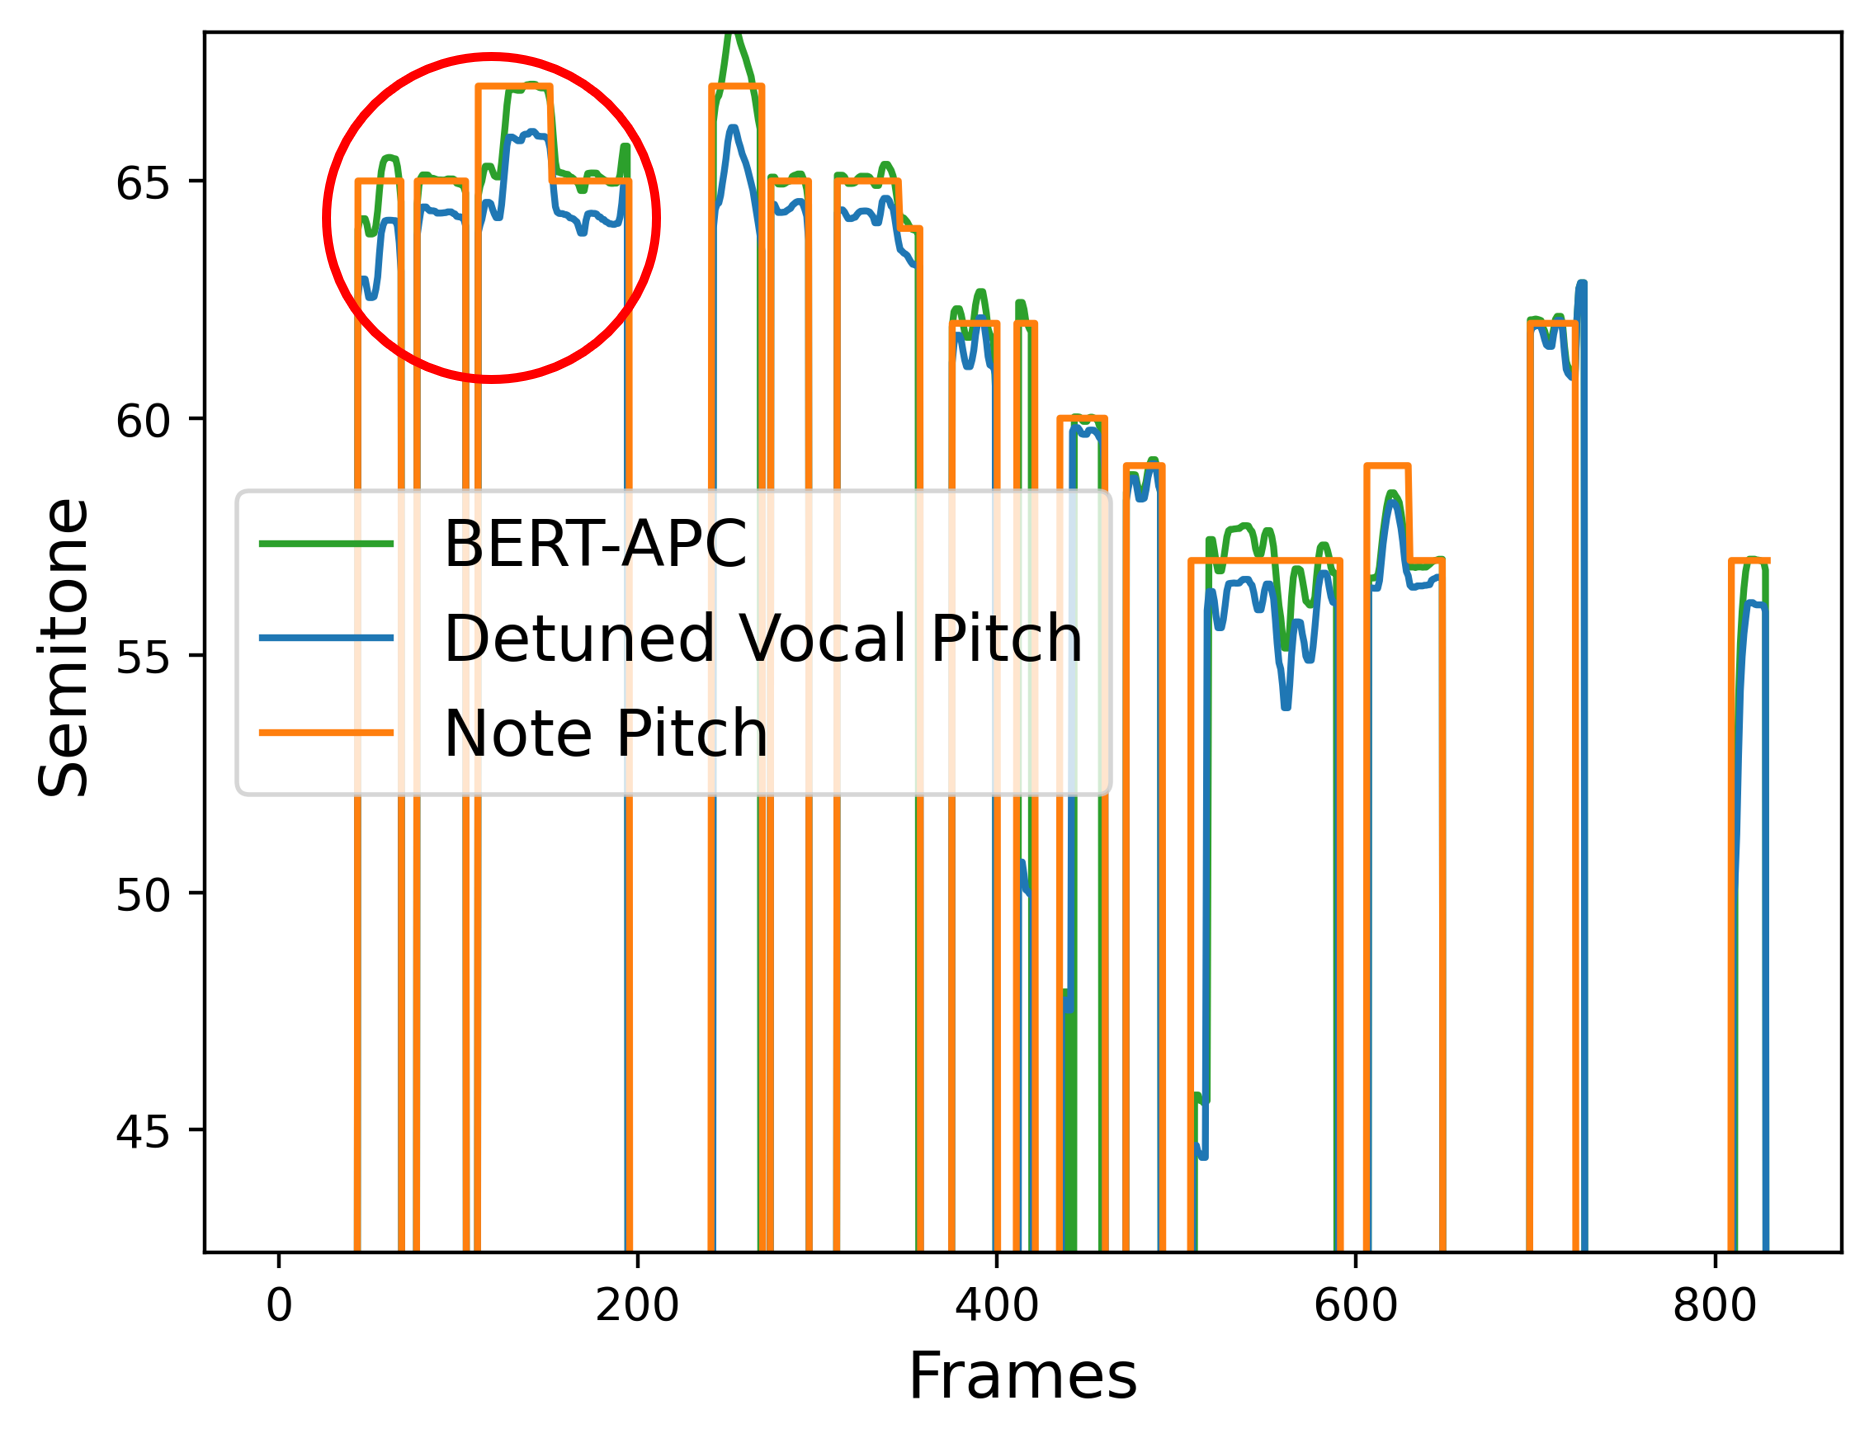 65
60
55
50
45
Semitone
BERT-APC
Detuned Vocal Pitch
Note Pitch
0 200 400 600 800
Frames